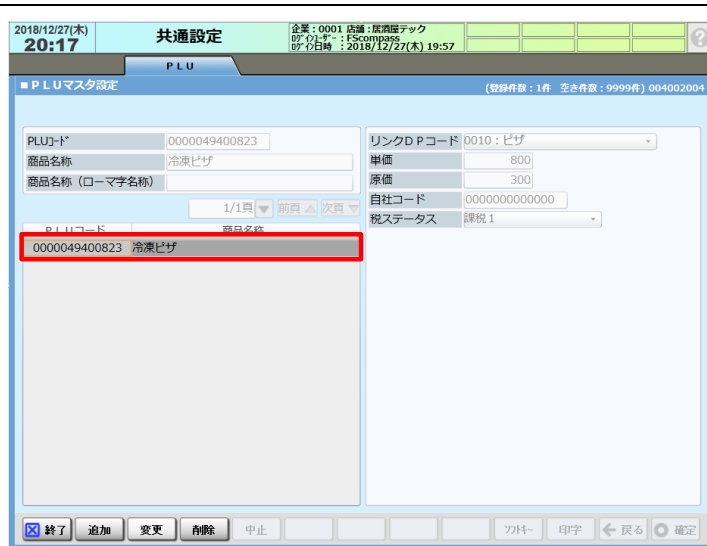 2018/12/27(木)
20:17
共通設定
企業：0001 店舗：居酒屋テック
ﾛｸﾞｲﾝﾕｰｻﾞｰ：FScompass
ﾛｸﾞｲﾝ日時 ：2018/12/27(木) 19:57
PLU
■ＰＬＵマスタ設定
(登録件数：1件 空き件数：9999件) 004002004
PLUｺｰﾄﾞ 0000049400823
商品名称 冷凍ピザ
商品名称（ローマ字名称）
1/1頁 前頁 次頁
ＰＬＵコード 商品名称
0000049400823 冷凍ピザ
リンクＤＰコード 0010：ピザ
単価 800
原価 300
自社コード 0000000000000
税ステータス 課税１
終了 追加 変更 削除 中止 ｿﾌﾄｷｰ 印字 戻る 確定